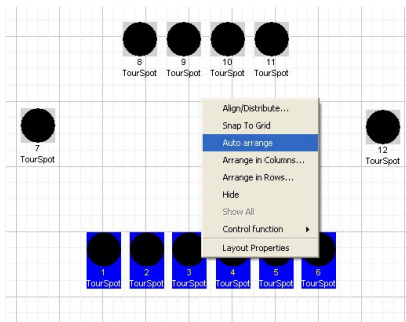 8 9 10 11
TourSpot TourSpot TourSpot TourSpot
7
TourSpot
12
TourSpot
Align/Distribute...
Snap To Grid
Auto arrange
Arrange in Columns...
Arrange in Rows...
Hide
Show All
Control function
Layout Properties
1 2 3 4 5 6
TourSpot TourSpot TourSpot TourSpot TourSpot TourSpot